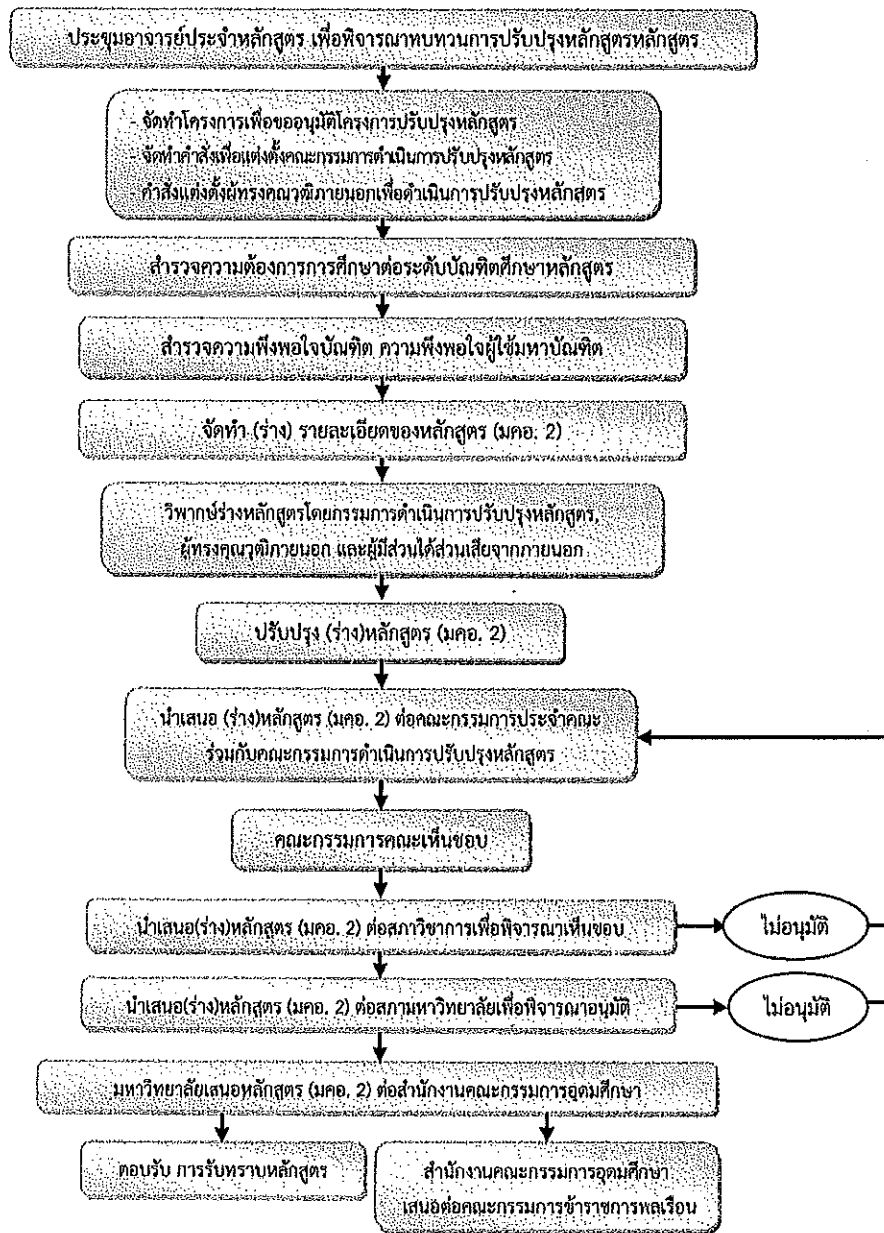 ประชุมอาจารย์ประจำหลักสูตร เพื่อพิจารณาทบทวนการปรับปรุงหลักสูตรหลักสูตร
- จัดทำโครงการเพื่อขออนุมัติโครงการปรับปรุงหลักสูตร
- จัดทำคำสั่งเพื่อแต่งตั้งคณะกรรมการดำเนินการปรับปรุงหลักสูตร
- คำสั่งแต่งตั้งผู้ทรงคุณวุฒิภายนอกเพื่อดำเนินการปรับปรุงหลักสูตร
สำรวจความต้องการการศึกษาต่อระดับบัณฑิตศึกษาหลักสูตร
สำรวจความพึงพอใจบัณฑิต ความพึงพอใจผู้ใช้มหาบัณฑิต
จัดทำ (ร่าง) รายละเอียดของหลักสูตร (มคอ. 2)
วิพากษ์ร่างหลักสูตรโดยกรรมการดำเนินการปรับปรุงหลักสูตร,
ผู้ทรงคุณวุฒิภายนอก และผู้มีส่วนได้ส่วนเสียจากภายนอก
ปรับปรุง (ร่าง)หลักสูตร (มคอ. 2)
นำเสนอ (ร่าง)หลักสูตร (มคอ. 2) ต่อคณะกรรมการประจำคณะ
ร่วมกับคณะกรรมการดำเนินการปรับปรุงหลักสูตร
คณะกรรมการคณะเห็นชอบ
นำเสนอ(ร่าง)หลักสูตร (มคอ. 2) ต่อสภาวิชาการเพื่อพิจารณาเห็นชอบ
ไม่อนุมัติ
นำเสนอ(ร่าง)หลักสูตร (มคอ. 2) ต่อสภามหาวิทยาลัยเพื่อพิจารณาอนุมัติ
ไม่อนุมัติ
มหาวิทยาลัยเสนอหลักสูตร (มคอ. 2) ต่อสำนักงานคณะกรรมการอุดมศึกษา
ตอบรับ การรับทราบหลักสูตร
สำนักงานคณะกรรมการอุดมศึกษา
เสนอต่อคณะกรรมการข้าราชการพลเรือน